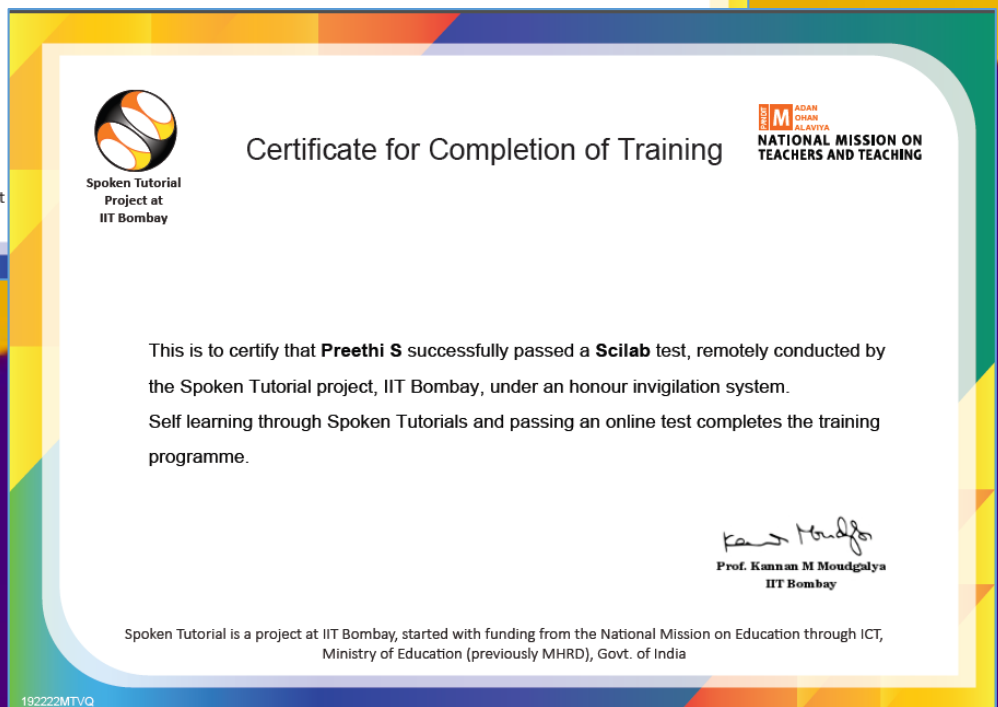 Spoken Tutorial
Project at
IIT Bombay
Certificate for Completion of Training
PANDIT
MADAN
MOHAN
MALAVIYA
NATIONAL MISSION ON
TEACHERS AND TEACHING
t
This is to certify that Preethi S successfully passed a Scilab test, remotely conducted by
the Spoken Tutorial project, IIT Bombay, under an honour invigilation system.
Self learning through Spoken Tutorials and passing an online test completes the training
programme.
Prof. Kannan M Moudgalya
IIT Bombay
Spoken Tutorial is a project at IIT Bombay, started with funding from the National Mission on Education through ICT,
Ministry of Education (previously MHRD), Govt. of India
192222MTVQ